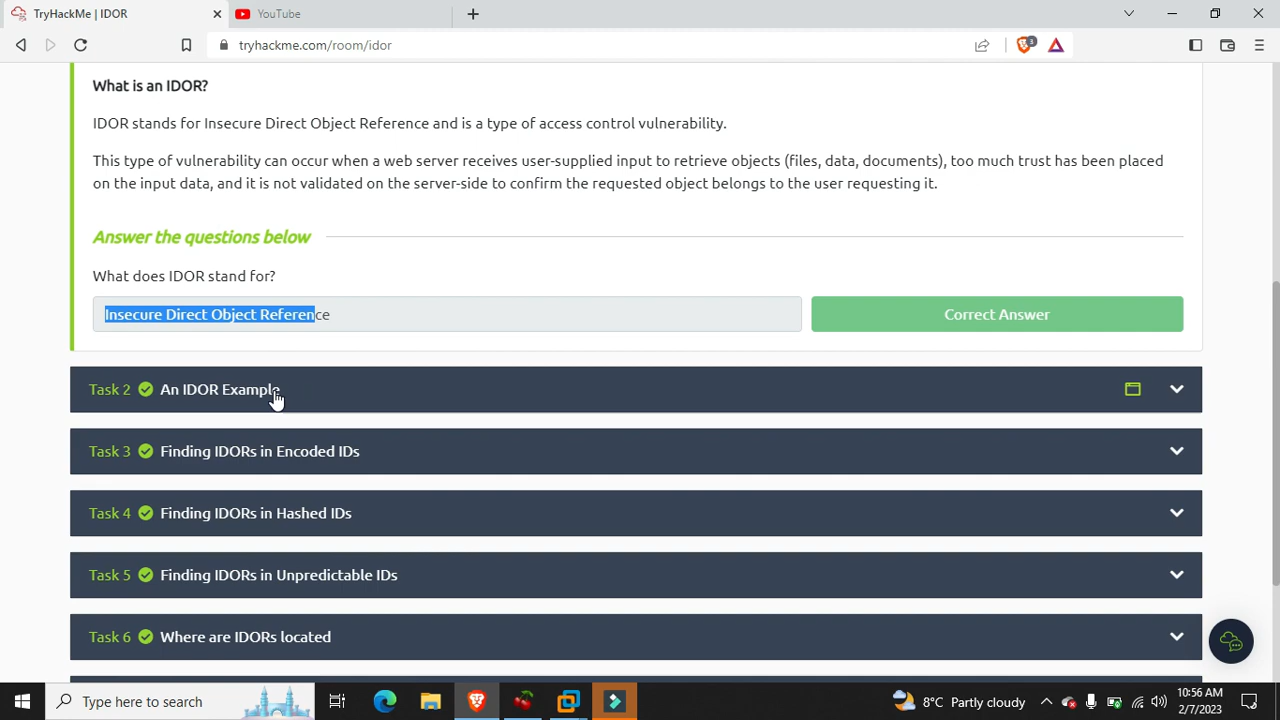 TryHackMe | IDOR
YouTube
tryhackme.com/room/idor
3
What is an IDOR?
IDOR stands for Insecure Direct Object Reference and is a type of access control vulnerability.
This type of vulnerability can occur when a web server receives user-supplied input to retrieve objects (files, data, documents), too much trust has been placed
on the input data, and it is not validated on the server-side to confirm the requested object belongs to the user requesting it.
Answer the questions below
What does IDOR stand for?
Insecure Direct Object Reference
Correct Answer
Task 2 An IDOR Example
Task 3 Finding IDORs in Encoded IDs
Task 4 Finding IDORs in Hashed IDs
Task 5 Finding IDORs in Unpredictable IDs
Task 6 Where are IDORs located
Type here to search
8°C Partly cloudy
10:56 AM
2/7/2023